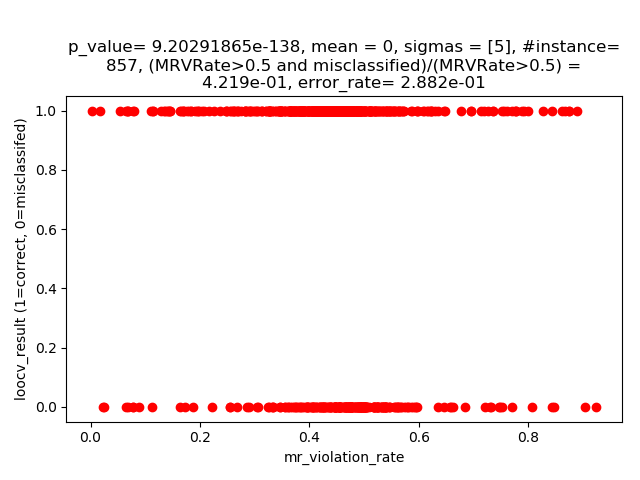 p_value= 9.20291865e-138, mean = 0, sigmas = [5], #instance=
857, (MRVRate>0.5 and misclassified)/(MRVRate>0.5) =
4.219e-01, error_rate= 2.882e-01
1.0
0.8
0.6
0.4
0.2
0.0
loocv_result (1=correct, 0=misclassifed)
0.0 0.2 0.4 0.6 0.8
mr_violation_rate